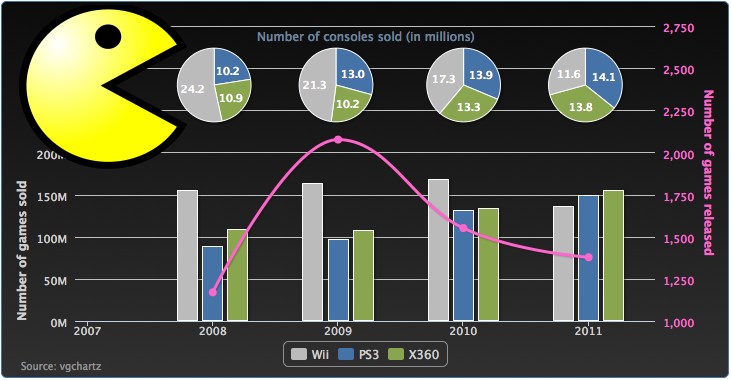 Number of consoles sold (in millions)
10.2
24.2
10.9
13.0
21.3
10.2
13.9
17.3
13.3
11.6
14.1
13.8
2,750
2,500
2,250
2,000
1,750
1,500
1,250
1,000
Number of games released
200M
150M
100M
50M
0M
Number of games sold
2007
2008
2009
2010
2011
Wii
PS3
X360
Source: vgchartz